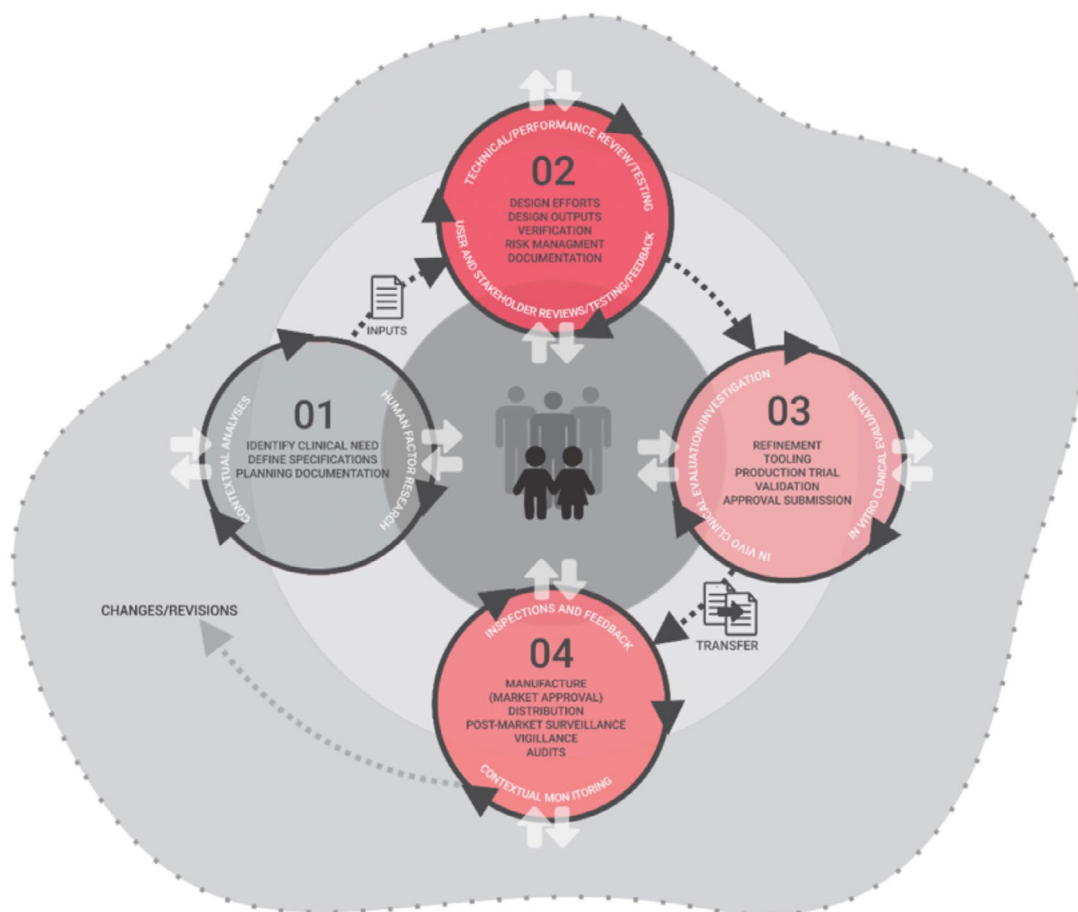 TECHNICAL/PERFORMANCE REVIEW/TESTING
02
DESIGN EFFORTS
DESIGN OUTPUTS
VERIFICATION
RISK MANAGMENT
DOCUMENTATION
USER AND STAKEHOLDER REVIEWS/TESTING/FEEDBACK
INPUTS
CONTEXTUAL ANALYSES
01
IDENTIFY CLINICAL NEED
DEFINE SPECIFICATIONS
PLANNING DOCUMENTATION
HUMAN FACTOR RESEARCH
IN VIVO CLINICAL EVALUATION/INVESTIGATION
03
REFINEMENT
TOOLING
PRODUCTION TRIAL
VALIDATION
APPROVAL SUBMISSION
IN VITRO CLINICAL EVALUATION
CHANGES/REVISIONS
TRANSFER
INSPECTIONS AND FEEDBACK
04
MANUFACTURE
(MARKET APPROVAL)
DISTRIBUTION
POST-MARKET SURVEILLANCE
VIGILLANCE
AUDITS
CONTEXTUAL MONITORING